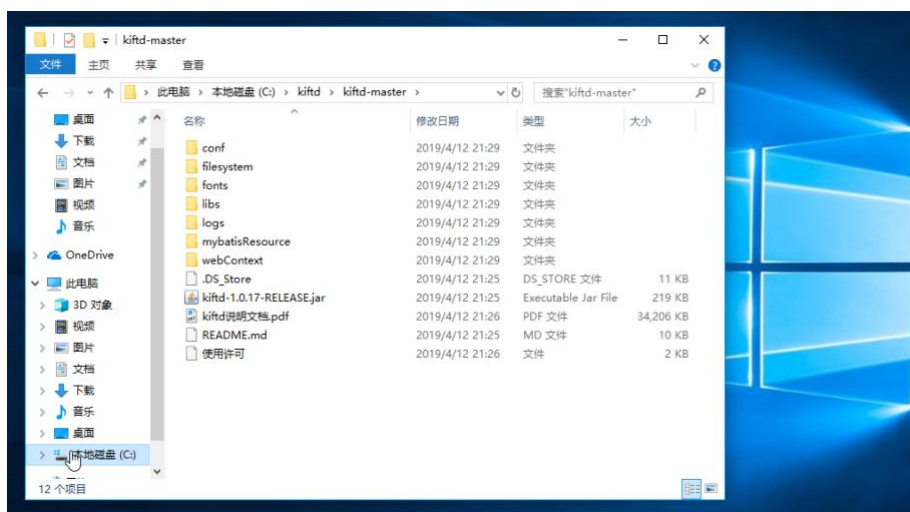 kiftd-master
文件 主页 共享 查看
此电脑 › 本地磁盘 (C:) › kiftd › kiftd-master › 搜索"kiftd-master"
名称 修改日期 类型 大小
桌面
下载
文档
图片
视频
音乐
OneDrive
此电脑
3D 对象
视频
图片
文档
下载
音乐
桌面
本地磁盘 (C:)
conf 2019/4/12 21:29 文件夹
filesystem 2019/4/12 21:29 文件夹
fonts 2019/4/12 21:29 文件夹
libs 2019/4/12 21:29 文件夹
logs 2019/4/12 21:29 文件夹
mybatisResource 2019/4/12 21:29 文件夹
webContext 2019/4/12 21:29 文件夹
.DS_Store 2019/4/12 21:25 DS_STORE 文件 11 KB
kiftd-1.0.17-RELEASE.jar 2019/4/12 21:25 Executable Jar File 219 KB
kiftd说明文档.pdf 2019/4/12 21:26 PDF 文件 34,206 KB
README.md 2019/4/12 21:25 MD 文件 10 KB
使用许可 2019/4/12 21:26 文件 2 KB
12 个项目